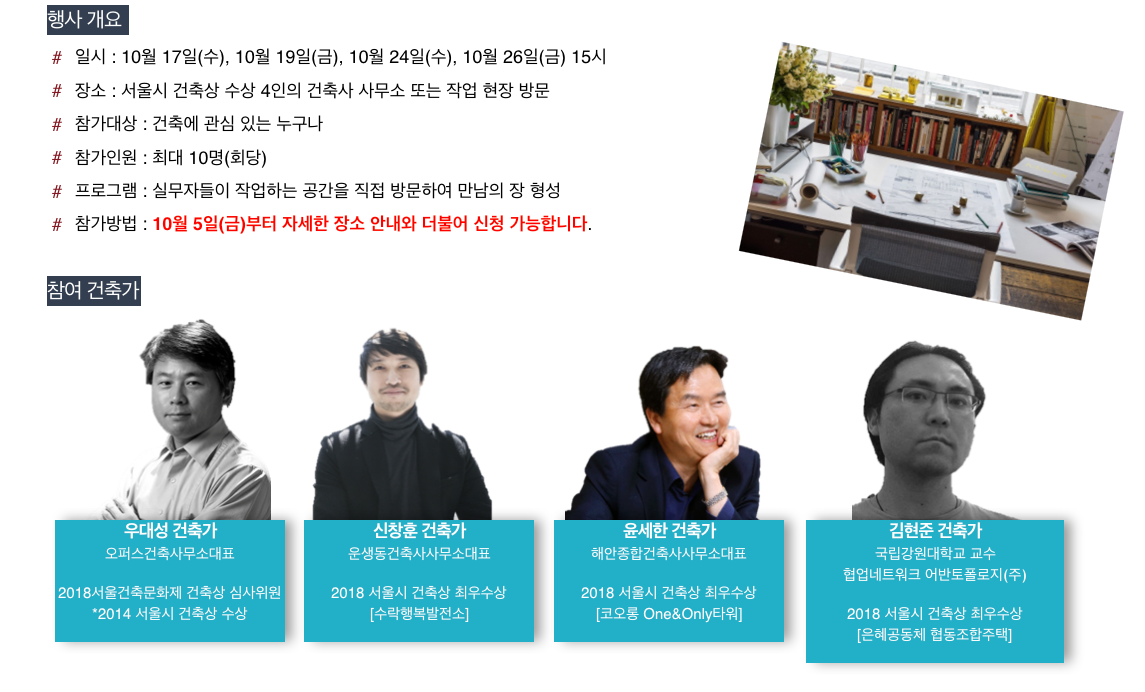 행사 개요
# 일시 : 10월 17일(수), 10월 19일(금), 10월 24일(수), 10월 26일(금) 15시
# 장소 : 서울시 건축상 수상 4인의 건축사 사무소 또는 작업 현장 방문
# 참가대상 : 건축에 관심 있는 누구나
# 참가인원 : 최대 10명(회당)
# 프로그램 : 실무자들이 작업하는 공간을 직접 방문하여 만남의 장 형성
# 참가방법 : 10월 5일(금)부터 자세한 장소 안내와 더불어 신청 가능합니다.
참여 건축가
우대성 건축가
오퍼스건축사무소대표
2018서울건축문화제 건축상 심사위원
*2014 서울시 건축상 수상
신창훈 건축가
운생동건축사사무소대표
2018 서울시 건축상 최우수상
[수락행복발전소]
윤세한 건축가
해안종합건축사사무소대표
2018 서울시 건축상 최우수상
[코오롱 One&Only타워]
김현준 건축가
국립강원대학교 교수
협업네트워크 어반토폴로지(주)
2018 서울시 건축상 최우수상
[은혜공동체 협동조합주택]